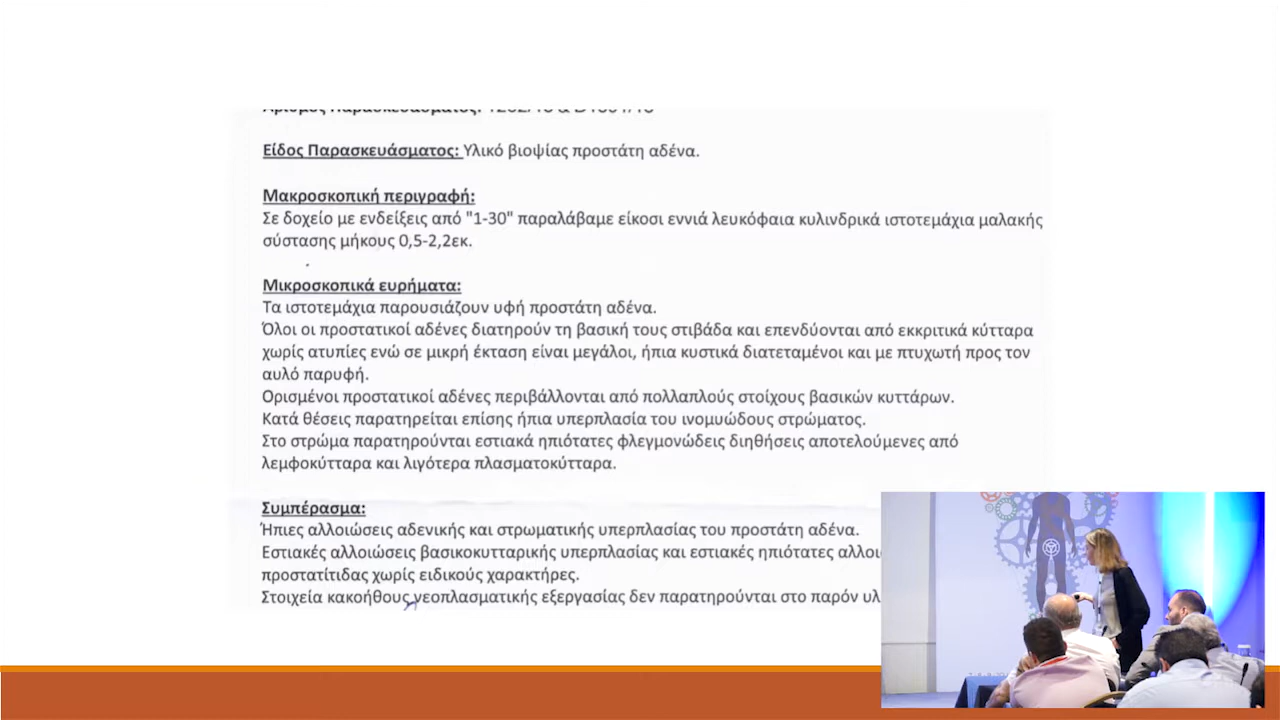 Αριθμός Παρασκευάσματος:
Είδος Παρασκευάσματος: Υλικό βιοψίας προστάτη αδένα.
Μακροσκοπική περιγραφή:
Σε δοχείο με ενδείξεις από "1-30" παραλάβαμε είκοσι εννιά λευκόφαια κυλινδρικά ιστοτεμάχια μαλακής
σύστασης μήκους 0,5-2,2εκ.
Μικροσκοπικά ευρήματα:
Τα ιστοτεμάχια παρουσιάζουν υφή προστάτη αδένα.
Όλοι οι προστατικοί αδένες διατηρούν τη βασική τους στιβάδα και επενδύονται από εκκριτικά κύτταρα
χωρίς ατυπίες ενώ σε μικρή έκταση είναι μεγάλοι, ήπια κυστικά διατεταμένοι και με πτυχωτή προς τον
αυλό παρυφή.
Ορισμένοι προστατικοί αδένες περιβάλλονται από πολλαπλούς στοίχους βασικών κυττάρων.
Κατά θέσεις παρατηρείται επίσης ήπια υπερπλασία του ινομυώδους στρώματος.
Στο στρώμα παρατηρούνται εστιακά ηπιότατες φλεγμονώδεις διηθήσεις αποτελούμενες από
λεμφοκύτταρα και λιγότερα πλασματοκύτταρα.
Συμπέρασμα:
Ήπιες αλλοιώσεις αδενικής και στρωματικής υπερπλασίας του προστάτη αδένα.
Εστιακές αλλοιώσεις βασικοκυτταρικής υπερπλασίας και εστιακές ηπιότατες
προστατίτιδας χωρίς ειδικούς χαρακτήρες.
Στοιχεία κακοήθους νεοπλασματικής εξεργασίας δεν παρατηρούνται στο παρόν